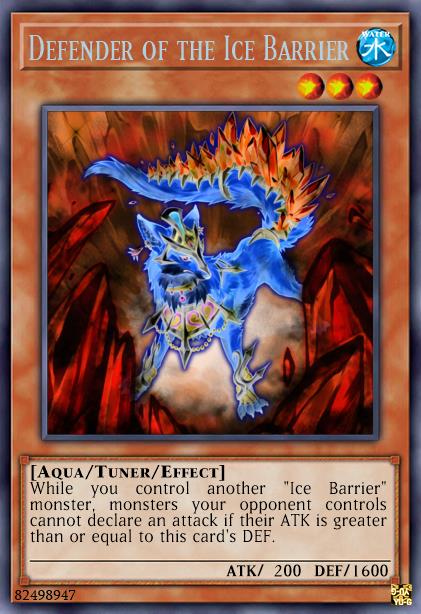 DEFENDER OF THE ICE BARRIER
WATER
水
[AQUA/TUNER/EFFECT]
While you control another "Ice Barrier"
monster, monsters your opponent controls
cannot declare an attack if their ATK is greater
than or equal to this card's DEF.
ATK/ 200 DEF/1600
82498947